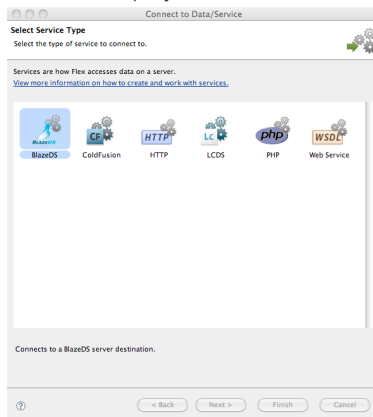 Connect to Data/Service
Select Service Type
Select the type of service to connect to.
Services are how Flex accesses data on a server.
View more information on how to create and work with services.
BLAZEDS
CF
HTTP
LC
php
WSDL
BlazeDS
ColdFusion
HTTP
LCDS
PHP
Web Service
Connects to a BlazeDS server destination.
?
< Back
Next >
Finish
Cancel